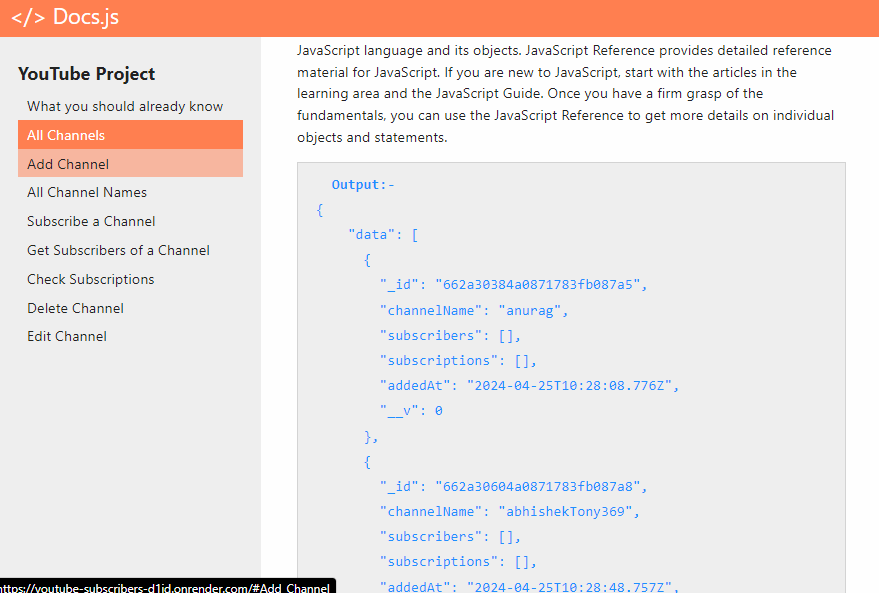 </> Docs.js
YouTube Project
What you should already know
All Channels
Add Channel
All Channel Names
Subscribe a Channel
Get Subscribers of a Channel
Check Subscriptions
Delete Channel
Edit Channel
JavaScript language and its objects. JavaScript Reference provides detailed reference
material for JavaScript. If you are new to JavaScript, start with the articles in the
learning area and the JavaScript Guide. Once you have a firm grasp of the
fundamentals, you can use the JavaScript Reference to get more details on individual
objects and statements.
Output:-
{
"data": [
{
"_id": "662a30384a0871783fb087a5",
"channelName": "anurag",
"subscribers": [],
"subscriptions": [],
"addedAt": "2024-04-25T10:28:08.776Z",
"__v": 0
},
{
"_id": "662a30604a0871783fb087a8",
"channelName": "abhishekTony369",
"subscribers": [],
"subscriptions": [],
"addedAt": "2024-04-25T10:28:48.757Z",
https://youtube-subscribers-d1id.onrender.com/#Add_Channel